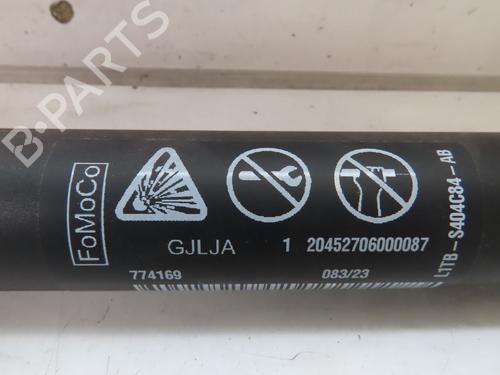 B-PARTS
FoMoCo
GJLJA 1 20452706000087
774169 083/23
L1TB-S404C84-AB